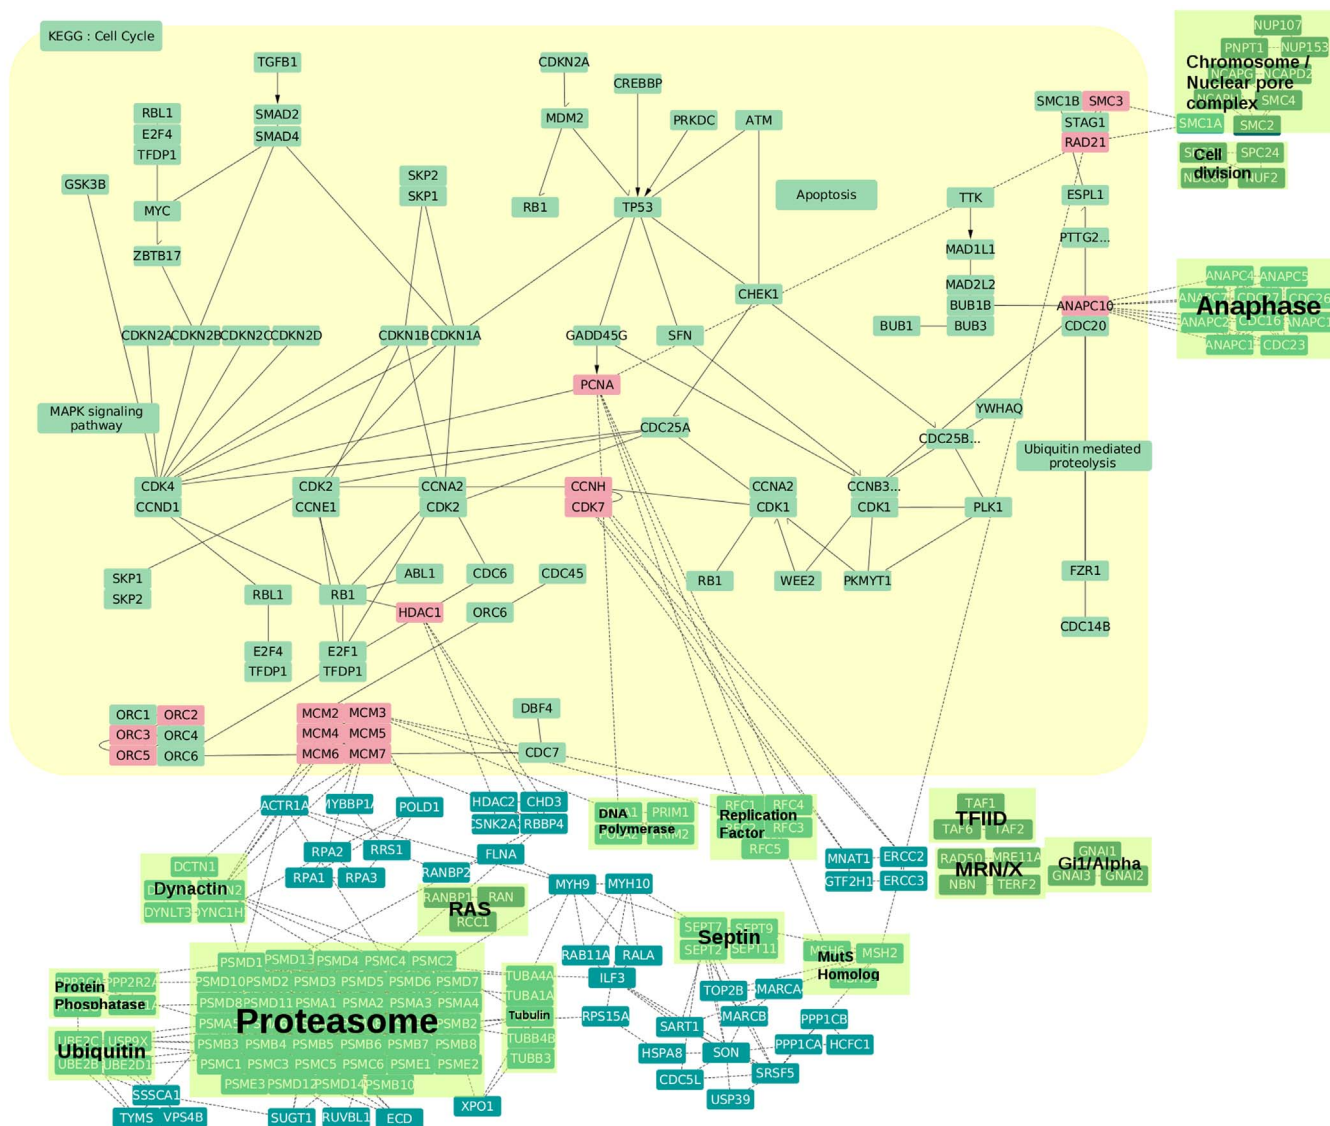 KEGG : Cell Cycle
TGFB1
CDKN2A
CREBBP
NUP107
PNPT1
NUP153
Chromosome /
Nuclear pore
complex
NCAPG
NCAPD2
SMC4
SMC1A
SMC2
RBL1
E2F4
TFDP1
SMAD2
SMAD4
MDM2
PRKDC
ATM
SMC1B
SMC3
STAG1
RAD21
Cell
division
SPC24
NUF2
GSK3B
SKP2
SKP1
MYC
RB1
TP53
Apoptosis
TTK
ESPL1
ZBTB17
MAD1L1
PTTG2...
MAD2L2
CHEK1
BUB1B
ANAPC10
BUB1
BUB3
CDC20
ANAPC4
ANAPC5
Anaphase
ANAPC2
CDC16
ANAPC1
CDC23
CDKN2A
CDKN2B
CDKN2C
CDKN2D
CDKN1B
CDKN1A
GADD45G
SFN
PCNA
MAPK signaling
pathway
CDC25A
YWHAQ
CDC25B...
Ubiquitin mediated
proteolysis
CDK4
CCND1
CDK2
CCNE1
CCNA2
CDK2
CCNH
CDK7
CCNA2
CDK1
CCNB3...
CDK1
PLK1
SKP1
SKP2
RBL1
RB1
ABL1
CDC6
CDC45
RB1
WEE2
PKMYT1
FZR1
HDAC1
ORC6
CDC14B
E2F4
TFDP1
E2F1
TFDP1
ORC1
ORC2
ORC3
ORC4
ORC5
ORC6
MCM2
MCM3
MCM4
MCM5
MCM6
MCM7
DBF4
CDC7
ACTR1A
MYBBP1A
POLD1
HDAC2
CHD3
RBBP4
DNA
Polymerase
PRIM1
PRIM2
RFC1
RFC4
Replication
Factor
RFC3
RFC5
TAF1
TFIID
TAF6
TAF2
RPA2
RRS1
RPA1
RPA3
RANBP2
FLNA
MNAT1
ERCC2
GTF2H1
ERCC3
RAD50
MRE11A
MRN/X
NBN
TERF2
GNAI1
Gi1/Alpha
GNAI3
GNAI2
DCTN1
Dynactin
DYNLT3
DYNC1H
RANBP1
RAN
RAS
RCC1
MYH9
MYH10
SEPT7
SEPT9
Septin
SEPT2
SEPT11
MSH6
MSH2
MutS
Homolog
RAB11A
RALA
ILF3
TOP2B
MARCA4
MARCB
RPS15A
SART1
PPP1CB
HSPA8
SON
PPP1CA
HCFC1
CDC5L
SRSF5
USP39
PSMD1
PSMD13
PSMD4
PSMC4
PSMC2
PSMD10
PSMD2
PSMD3
PSMD5
PSMD6
PSMD7
PSMD8
PSMD11
PSMA1
PSMA2
PSMA3
PSMA4
Proteasome
PSMB2
PSMB3
PSMB4
PSMB5
PSMB6
PSMB7
PSMB8
PSMC1
PSMC3
PSMC5
PSMC6
PSME1
PSME2
PSME3
PSMD12
PSMD14
PSMB10
TUBA4A
TUBA1A
Tubulin
TUBB4B
TUBB3
PPP2R2A
Protein
Phosphatase
UBE2C
USP9X
Ubiquitin
UBE2B
UBE2D1
SSSCA1
TYMS
VPS4B
SUGT1
RUVBL1
ECD
XPO1